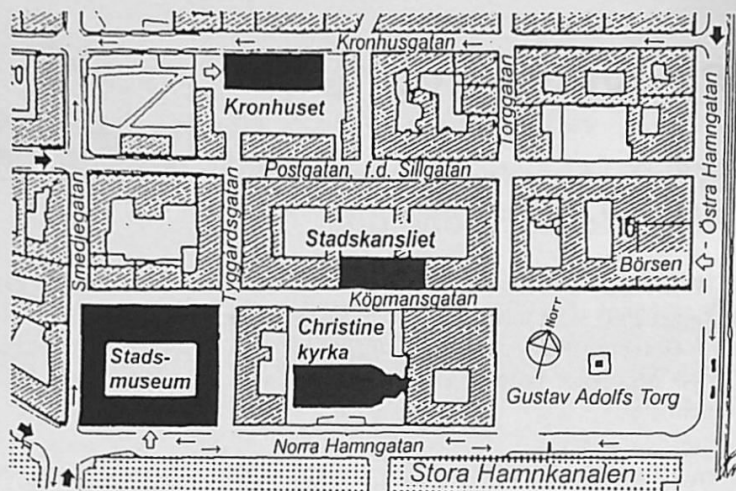 Kronhusgatan
Kronhuset
Torggatan
Östra Hamngatan
Postgatan, f.d. Sillgatan
Smedjegatan
Tyggårdsgatan
Stadskansliet
16
Börsen
Köpmansgatan
Norr
Christine
kyrka
Stads-
museum
Gustav Adolfs Torg
Norra Hamngatan
Stora Hamnkanalen